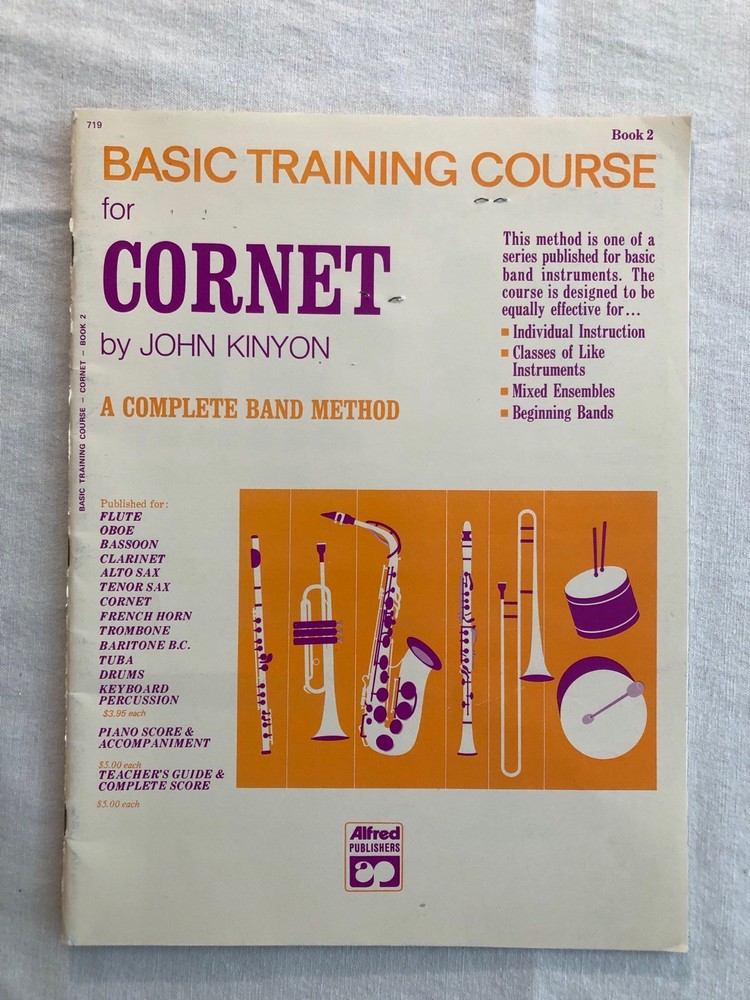 719
Book 2
BASIC TRAINING COURSE
for
CORNET
by JOHN KINYON
A COMPLETE BAND METHOD
This method is one of a
series published for basic
band instruments. The
course is designed to be
equally effective for...
Individual Instruction
Classes of Like
Instruments
Mixed Ensembles
Beginning Bands
BASIC TRAINING COURSE – CORNET – BOOK 2
Published for:
FLUTE
OBOE
BASSOON
CLARINET
ALTO SAX
TENOR SAX
CORNET
FRENCH HORN
TROMBONE
BARITONE B.C.
TUBA
DRUMS
KEYBOARD
PERCUSSION
$3.95 each
PIANO SCORE &
ACCOMPANIMENT
$5.00 each
TEACHER'S GUIDE &
COMPLETE SCORE
$5.00 each
Alfred
PUBLISHERS
ap